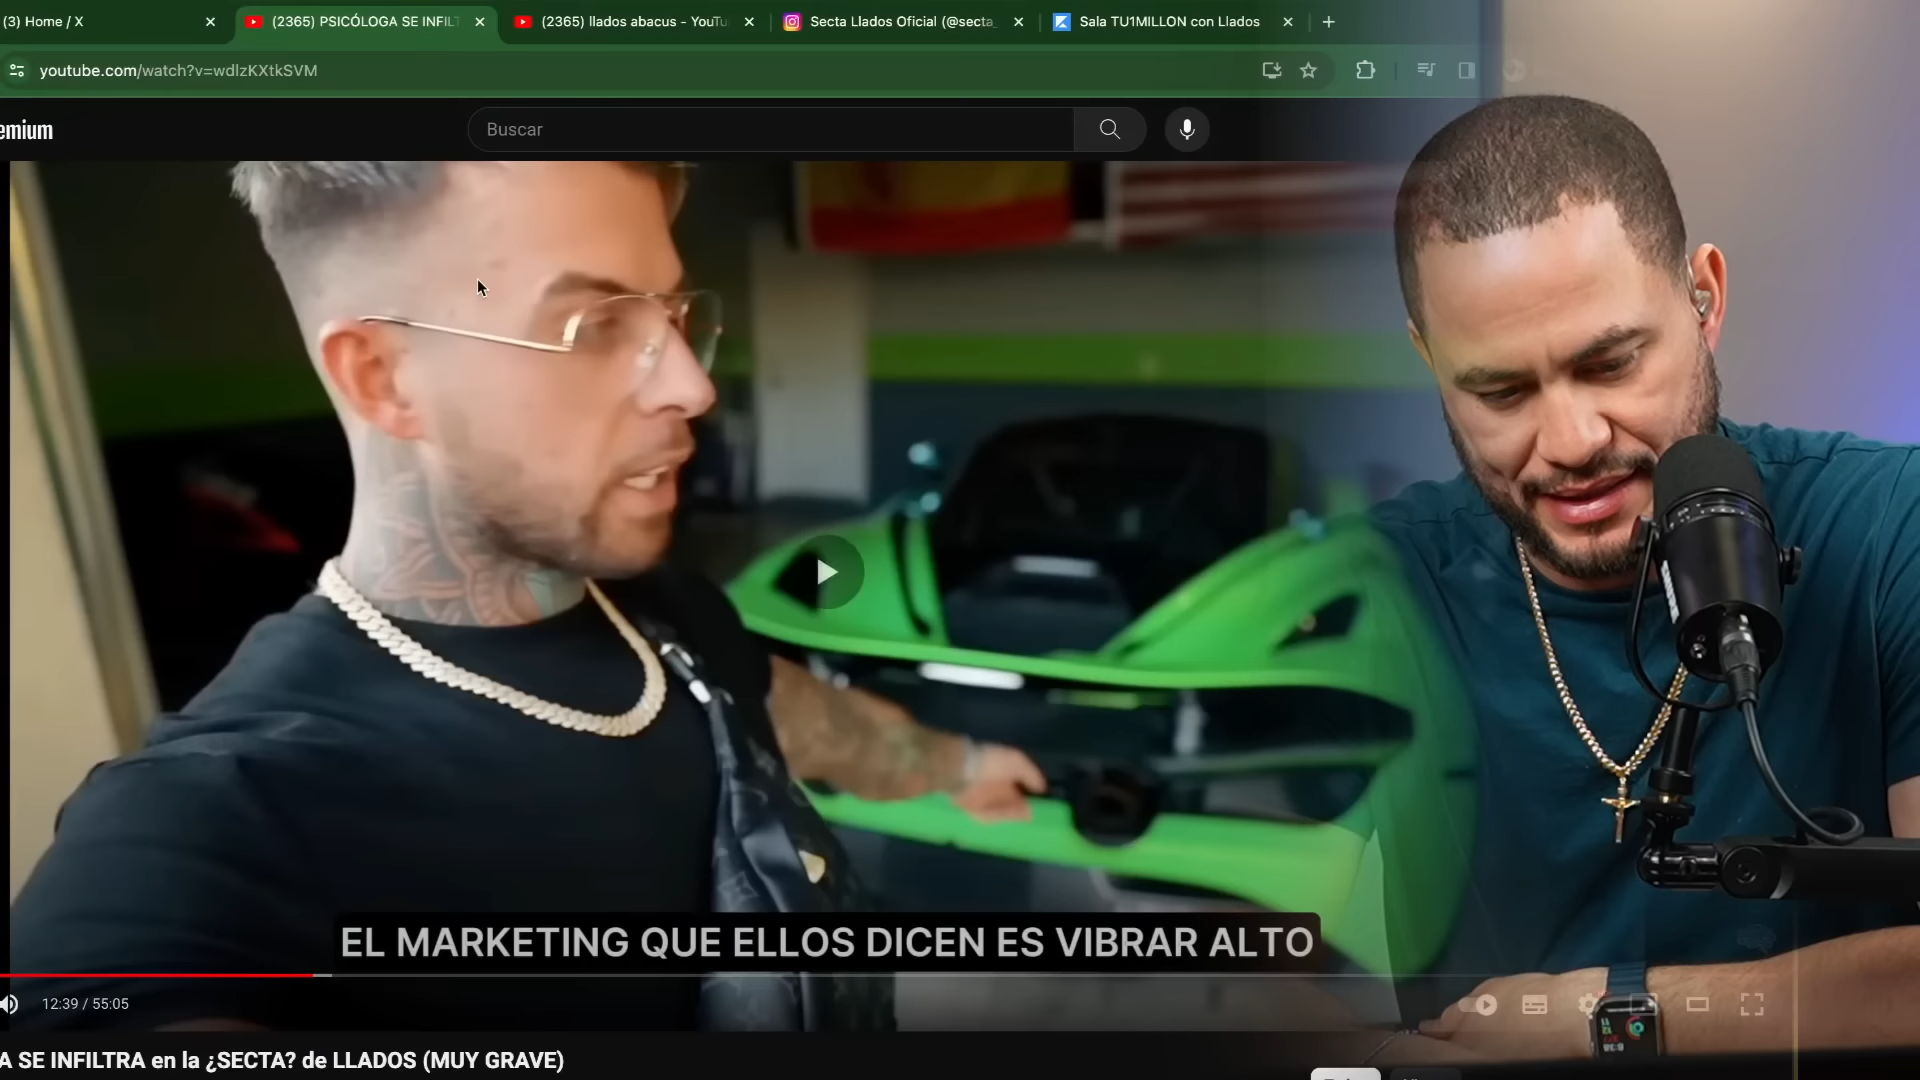 (3) Home / X
(2365) PSICÓLOGA SE INFILT
(2365) llados abacus - YouTu
Secta Llados Oficial (@secta_
Sala TU1MILLON con Llados
youtube.com/watch?v=wdlzKXtkSVM
emium
Buscar
EL MARKETING QUE ELLOS DICEN ES VIBRAR ALTO
12:39 / 55:05
A SE INFILTRA en la ¿SECTA? de LLADOS (MUY GRAVE)